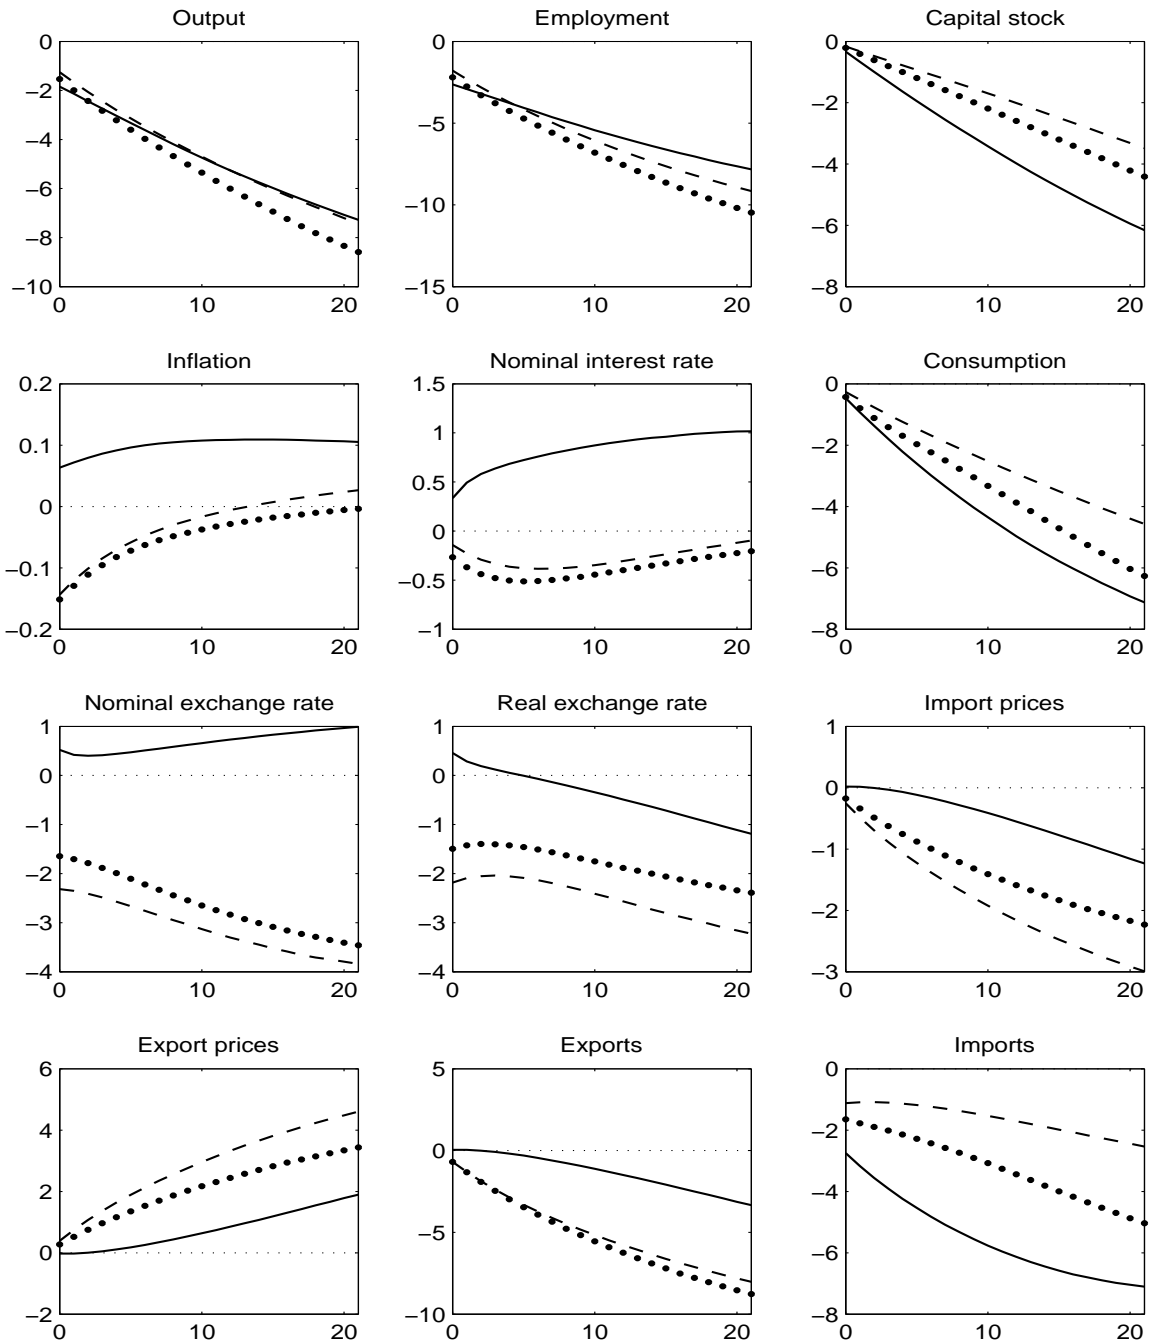 Output Employment Capital stock
0 0 0
−2 −5 −2
−4 −10 −4
−6 −15 −6
−8 −8
−10
0 10 20 0 10 20 0 10 20
Inflation Nominal interest rate Consumption
0.2 1.5 0
0.1 1 −2
0 0.5 −4
−0.1 0 −6
−0.2 −0.5 −8
−1
0 10 20 0 10 20 0 10 20
Nominal exchange rate Real exchange rate Import prices
1 1 1
0 0 0
−1 −1 −1
−2 −2 −2
−3 −3 −3
−4 −4
0 10 20 0 10 20 0 10 20
Export prices Exports Imports
6 5 0
4 0 −2
2 −5 −4
0 −10 −6
−2 −8
0 10 20 0 10 20 0 10 20